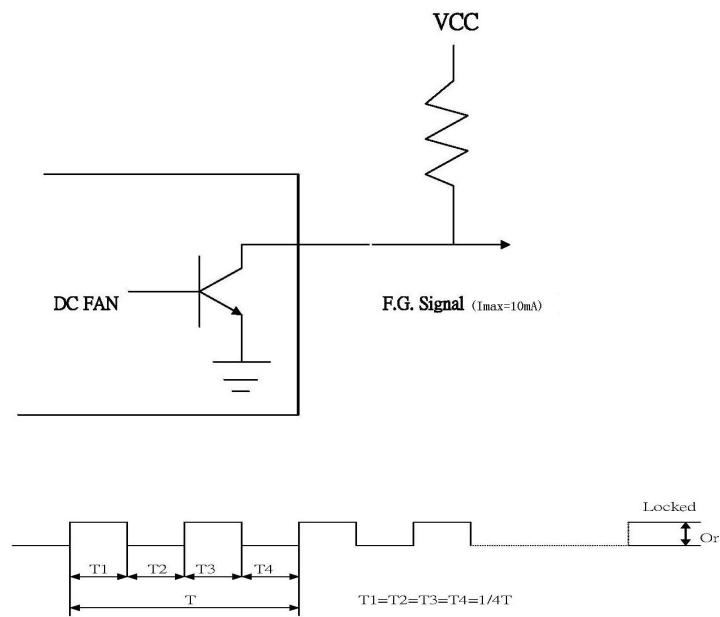 VCC
DC FAN
F.G. Signal (Imax=10mA)
Locked
Or
T1 T2 T3 T4
T
T1=T2=T3=T4=1/4T